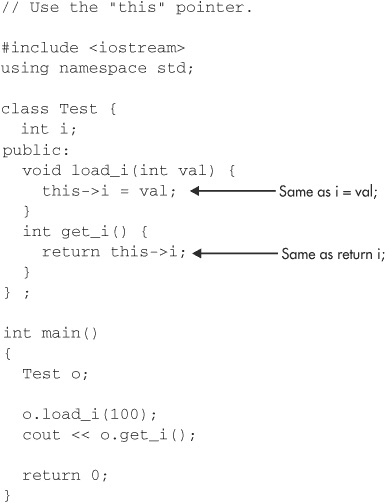 // Use the "this" pointer.
#include <iostream>
using namespace std;
class Test {
int i;
public:
void load_i(int val) {
this->i = val; Same as i = val;
}
int get_i() {
return this->i; Same as return i;
}
} ;
int main()
{
Test o;
o.load_i(100);
cout << o.get_i();
return 0;
}